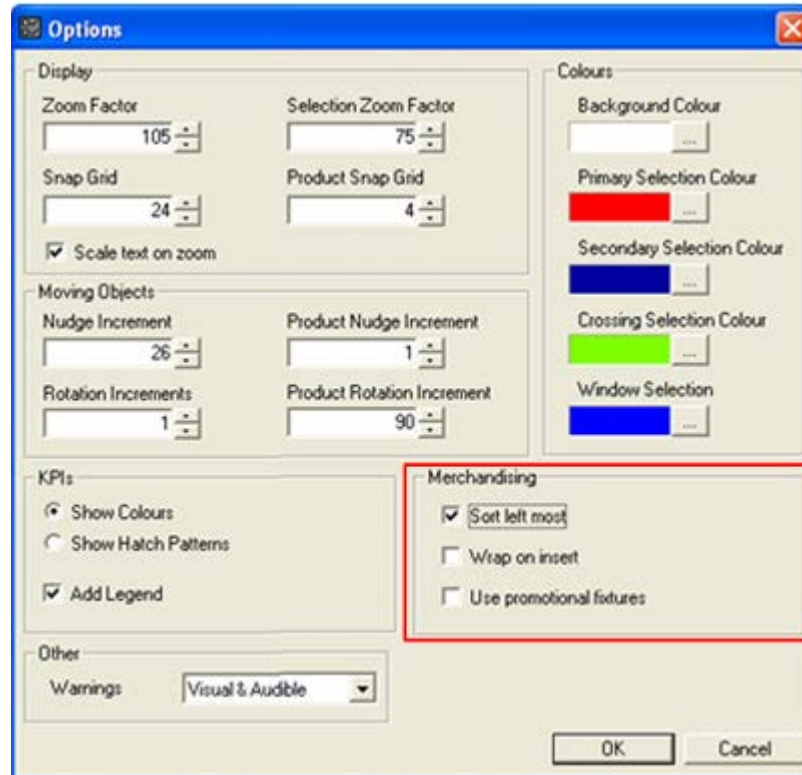 Options
Display
Zoom Factor
Selection Zoom Factor
105
75
Snap Grid
Product Snap Grid
24
4
Scale text on zoom
Moving Objects
Nudge Increment
Product Nudge Increment
26
1
Rotation Increments
Product Rotation Increment
1
90
Colours
Background Colour
...
Primary Selection Colour
...
Secondary Selection Colour
...
Crossing Selection Colour
...
Window Selection
...
KPIs
Show Colours
Show Hatch Patterns
Add Legend
Merchandising
Sort left most
Wrap on insert
Use promotional fixtures
Other
Warnings
Visual & Audible
OK
Cancel